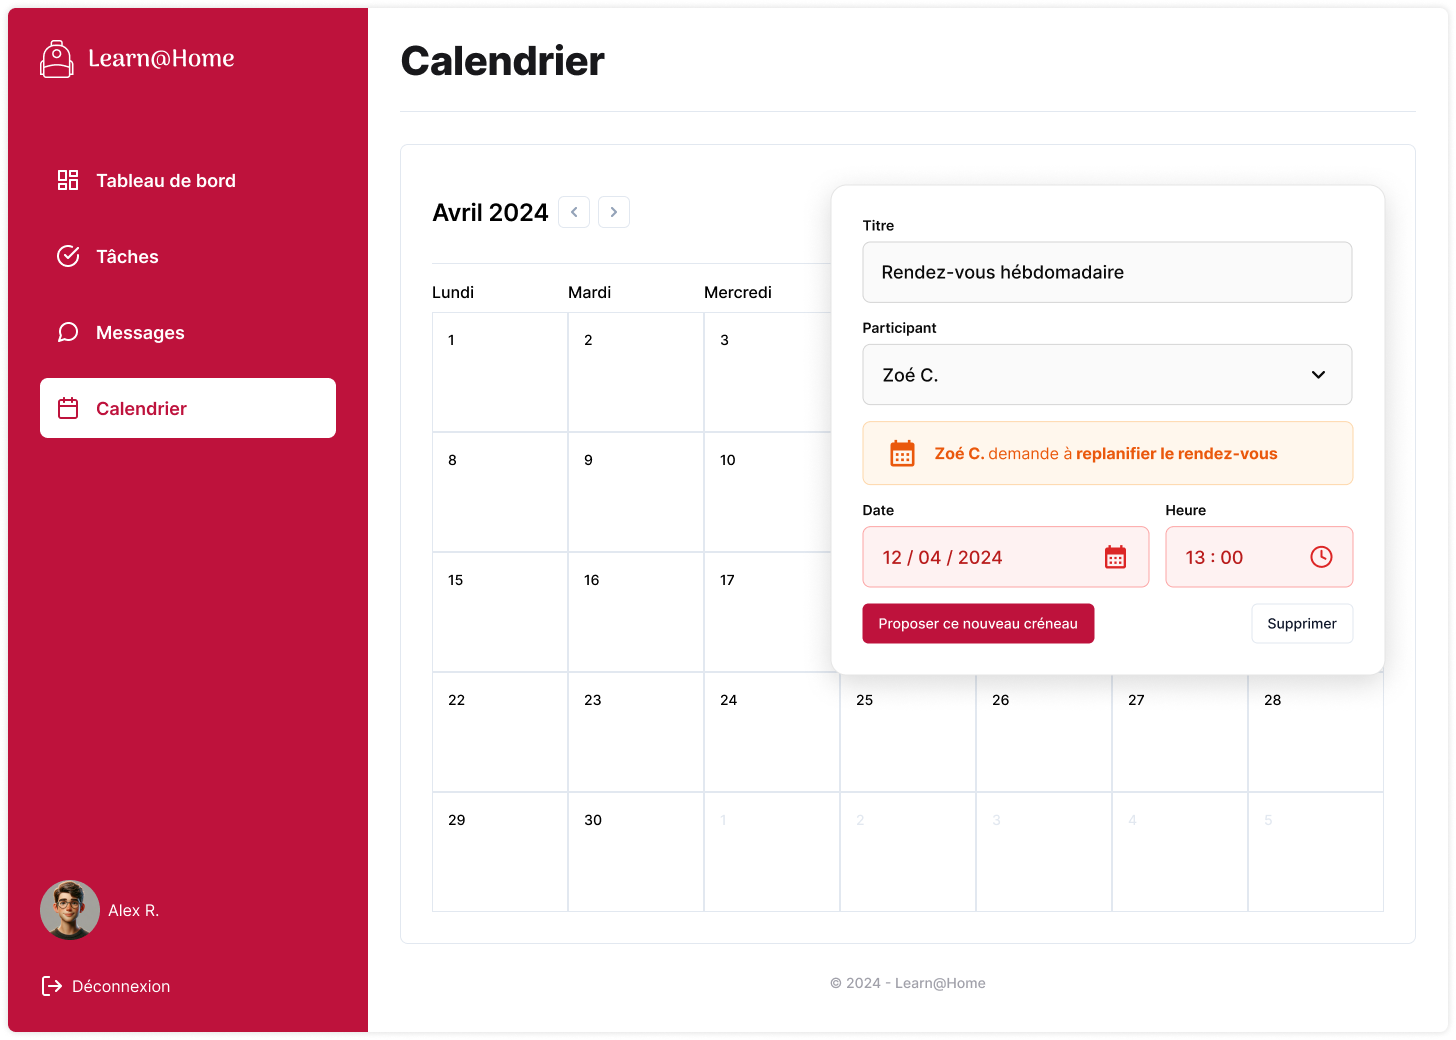 Learn@Home
Tableau de bord
Tâches
Messages
Calendrier
Alex R.
Déconnexion
Calendrier
Avril 2024
Lundi Mardi Mercredi
1 2 3
8 9 10
15 16 17
22 23 24 25 26 27 28
29 30 1 2 3 4 5
Titre
Rendez-vous hébdomadaire
Participant
Zoé C.
Zoé C. demande à replanifier le rendez-vous
Date Heure
12 / 04 / 2024 13 : 00
Proposer ce nouveau créneau Supprimer
© 2024 - Learn@Home